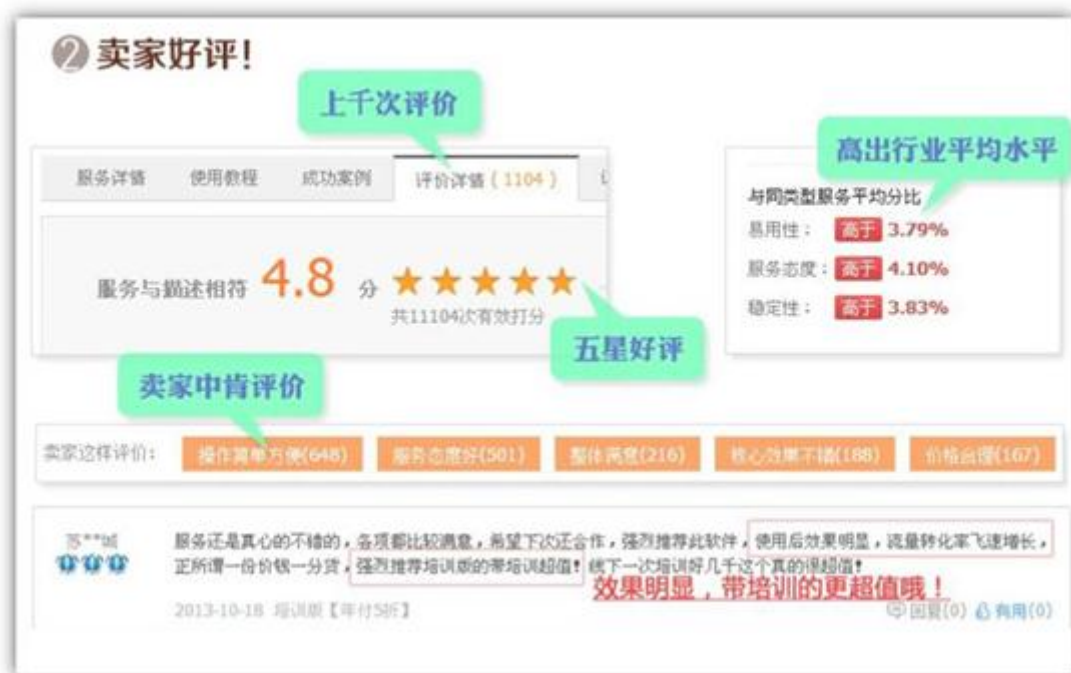 2 卖家好评!
上千次评价
高出行业平均水平
服务详情 使用教程 成功案例 评价详情 ( 1104 )
与同类型服务平均分比
易用性: 高于 3.79%
服务态度: 高于 4.10%
稳定性: 高于 3.83%
服务与描述相符 4.8 分
共11104次有效打分
五星好评
卖家中肯评价
卖家这样评价: 操作简单方便(648) 服务态度好(501) 整体满意(216) 核心效果不错(188) 价格合理(167)
苏**城
服务还是真心的不错的,各项都比较满意,希望下次还合作,强烈推荐此软件,使用后效果明显,流量转化率飞速增长,
正所谓一份价钱一分货,强烈推荐培训版的带培训超值! 线下一次培训好几千这个真的很超值!
效果明显,带培训的更超值哦!
2013-10-18 培训版【年付5折】 回复(0) 有用(0)